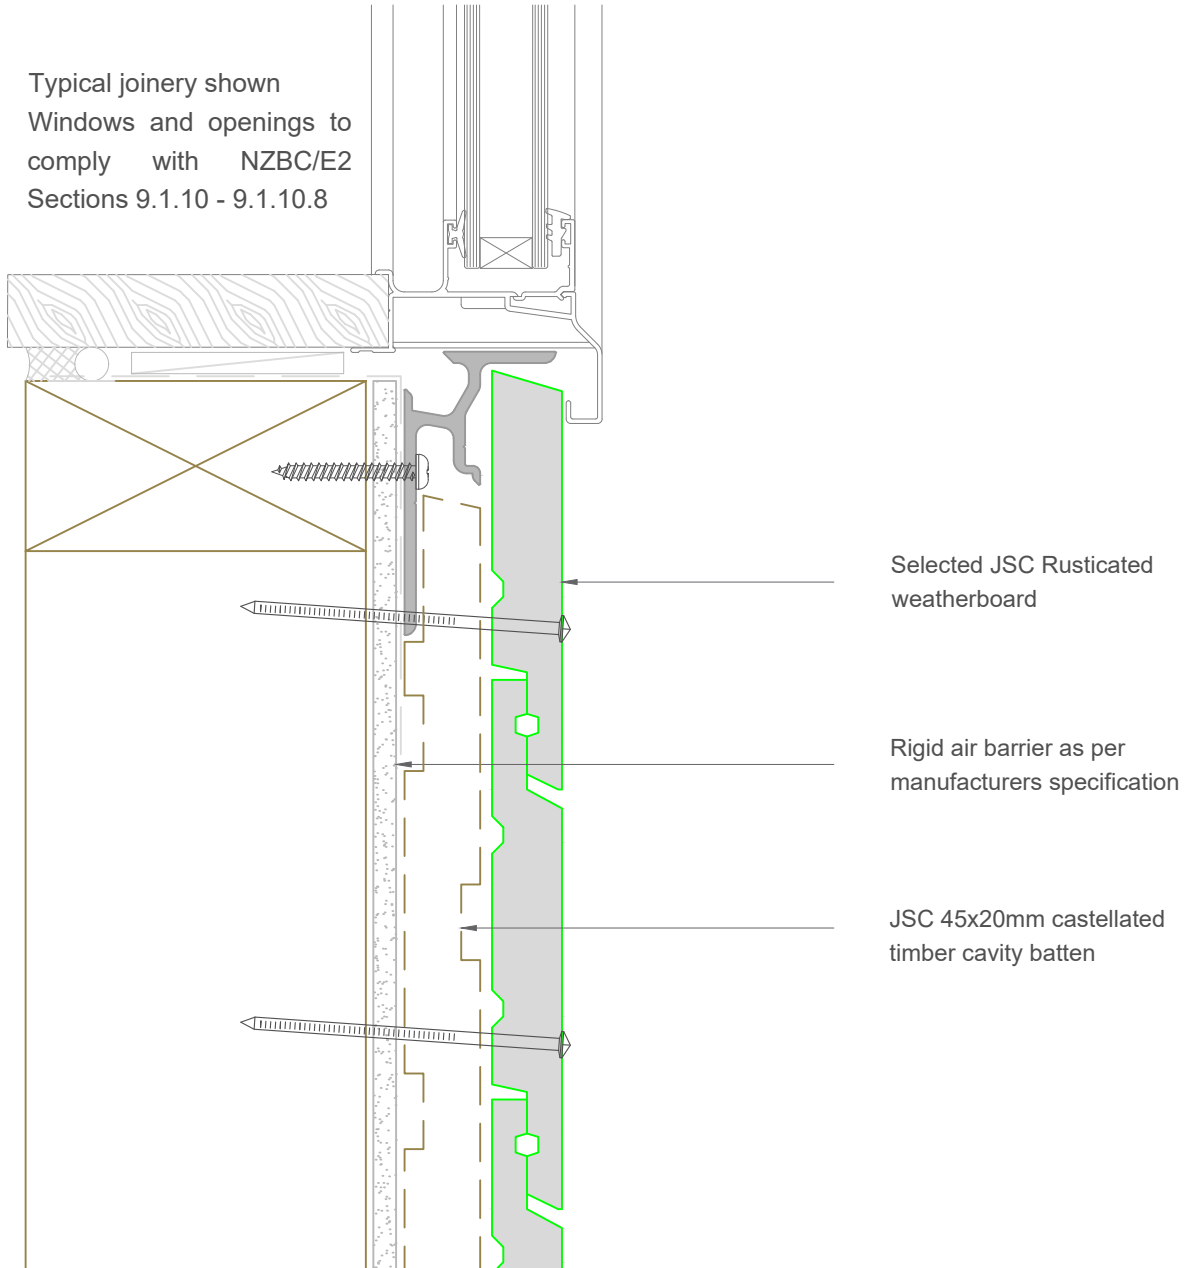 Typical joinery shown
Windows and openings to
comply with NZBC/E2
Sections 9.1.10 - 9.1.10.8
Selected JSC Rusticated
weatherboard
Rigid air barrier as per
manufacturers specification
JSC 45x20mm castellated
timber cavity batten